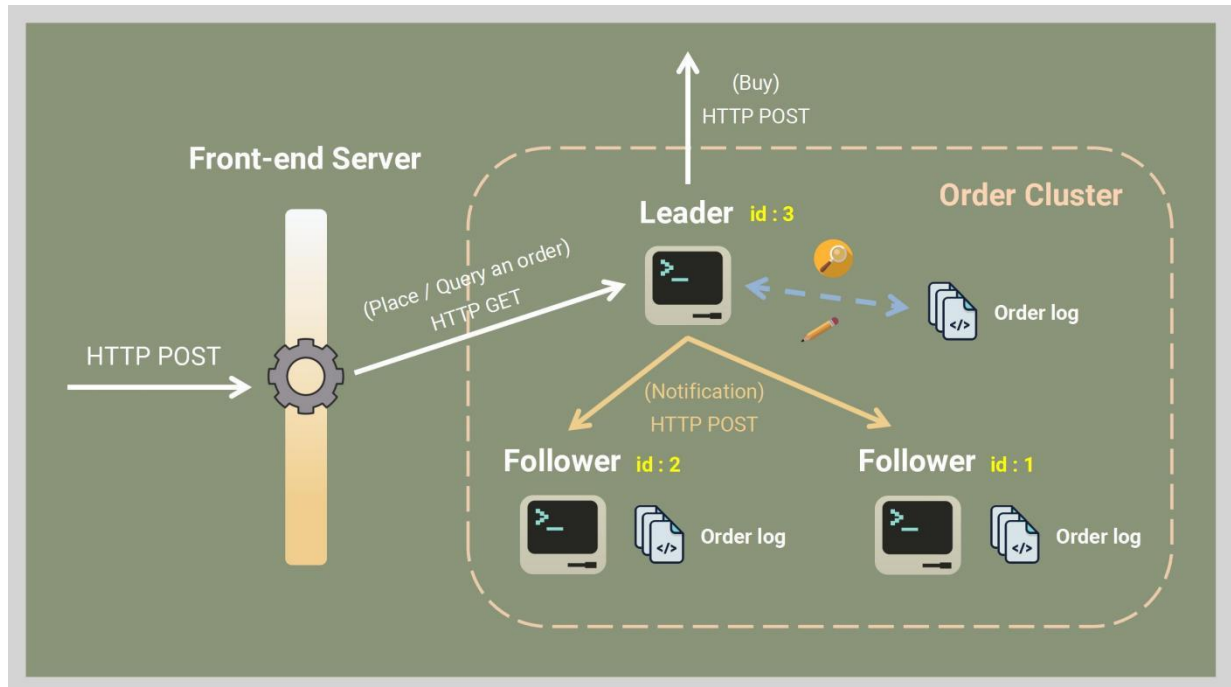 (Buy)
HTTP POST
Front-end Server
Order Cluster
Leader id : 3
(Place / Query an order)
HTTP GET
Order log
HTTP POST
(Notification)
HTTP POST
Follower id : 2
Follower id : 1
Order log
Order log